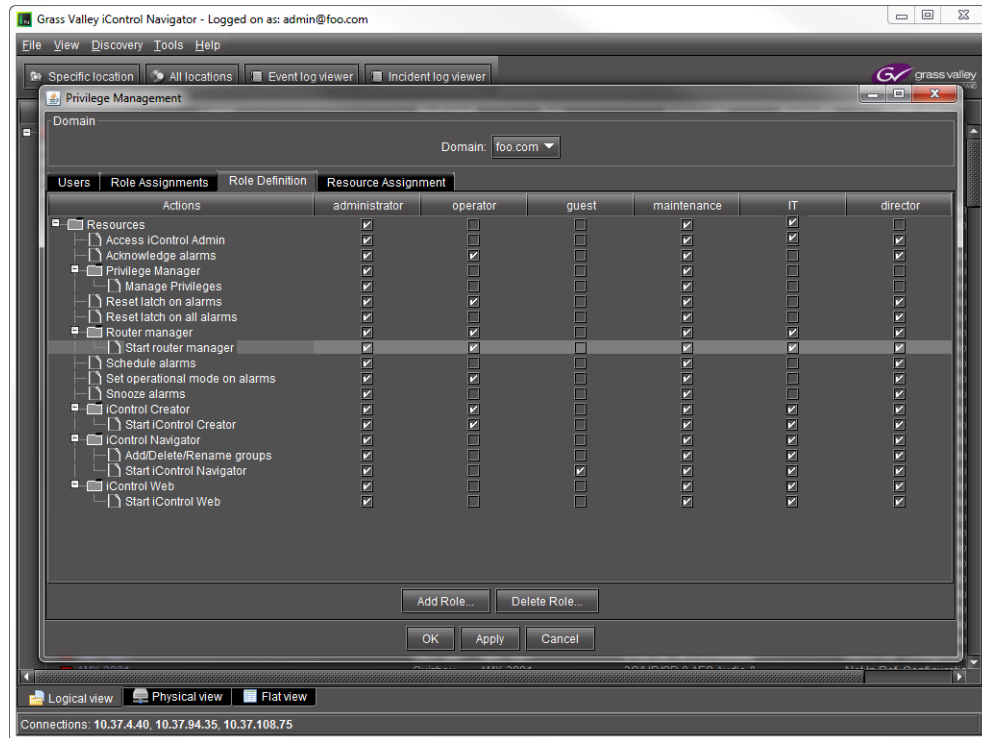 Grass Valley iControl Navigator - Logged on as: admin@foo.com
File View Discovery Tools Help
Specific location All locations Event log viewer Incident log viewer
grass valley
Privilege Management
Domain
Domain: foo.com
Users Role Assignments Role Definition Resource Assignment
Actions administrator operator guest maintenance IT director
Resources
Access iControl Admin
Acknowledge alarms
Privilege Manager
Manage Privileges
Reset latch on alarms
Reset latch on all alarms
Router manager
Start router manager
Schedule alarms
Set operational mode on alarms
Snooze alarms
iControl Creator
Start iControl Creator
iControl Navigator
Add/Delete/Rename groups
Start iControl Navigator
iControl Web
Start iControl Web
Add Role... Delete Role...
OK Apply Cancel
Logical view Physical view Flat view
Connections: 10.37.4.40, 10.37.94.35, 10.37.108.75